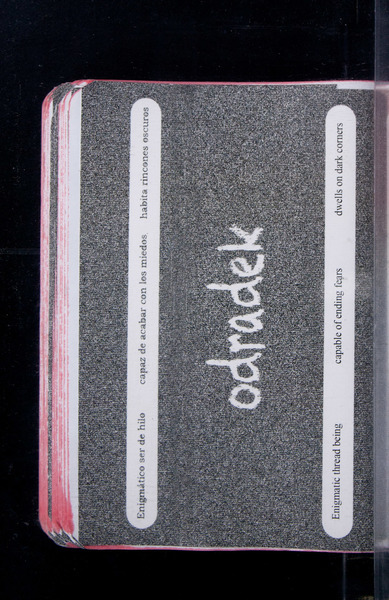 Enigmático ser de hilo capaz de acabar con los miedos habita rincones oscuros
odradek
Enigmatic thread being capable of ending fears dwells on dark corners